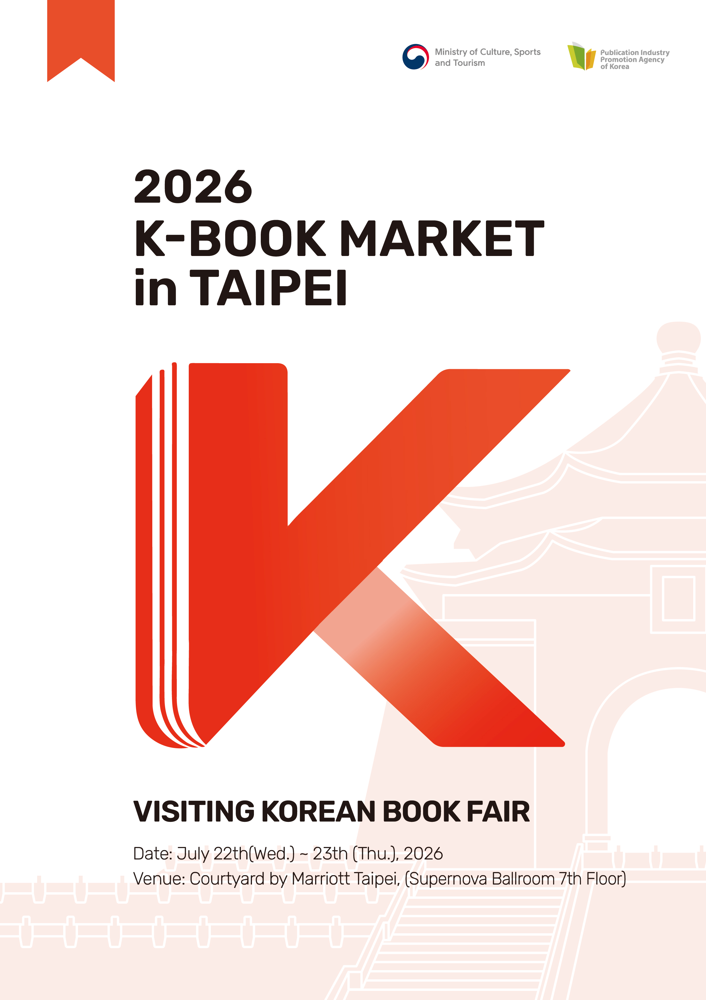 Ministry of Culture, Sports
and Tourism
Publication Industry
Promotion Agency
of Korea
2026
K-BOOK MARKET
in TAIPEI
VISITING KOREAN BOOK FAIR
Date: July 22th(Wed.) ~ 23th (Thu.), 2026
Venue: Courtyard by Marriott Taipei, (Supernova Ballroom 7th Floor)